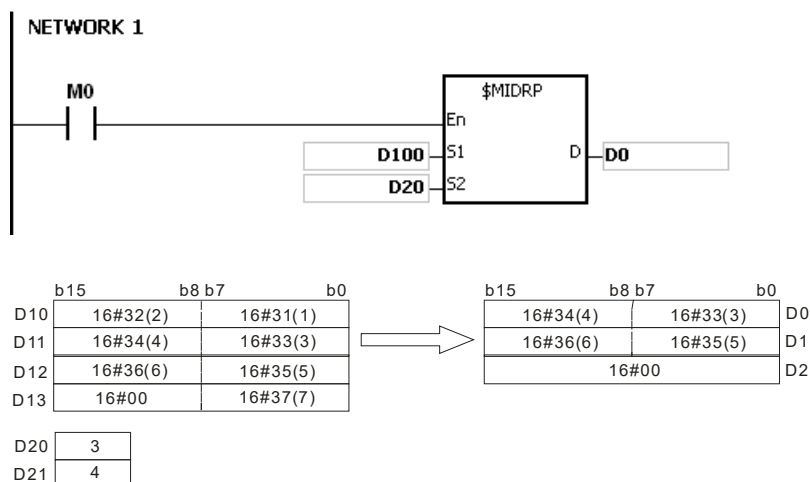 NETWORK 1
M0
$MIDRP
En
D100 S1 D D0
D20 S2
b15 b8 b7 b0 b15 b8 b7 b0
D10 16#32(2) 16#31(1) 16#34(4) 16#33(3) D0
D11 16#34(4) 16#33(3) 16#36(6) 16#35(5) D1
D12 16#36(6) 16#35(5) 16#00 D2
D13 16#00 16#37(7)
D20 3
D21 4